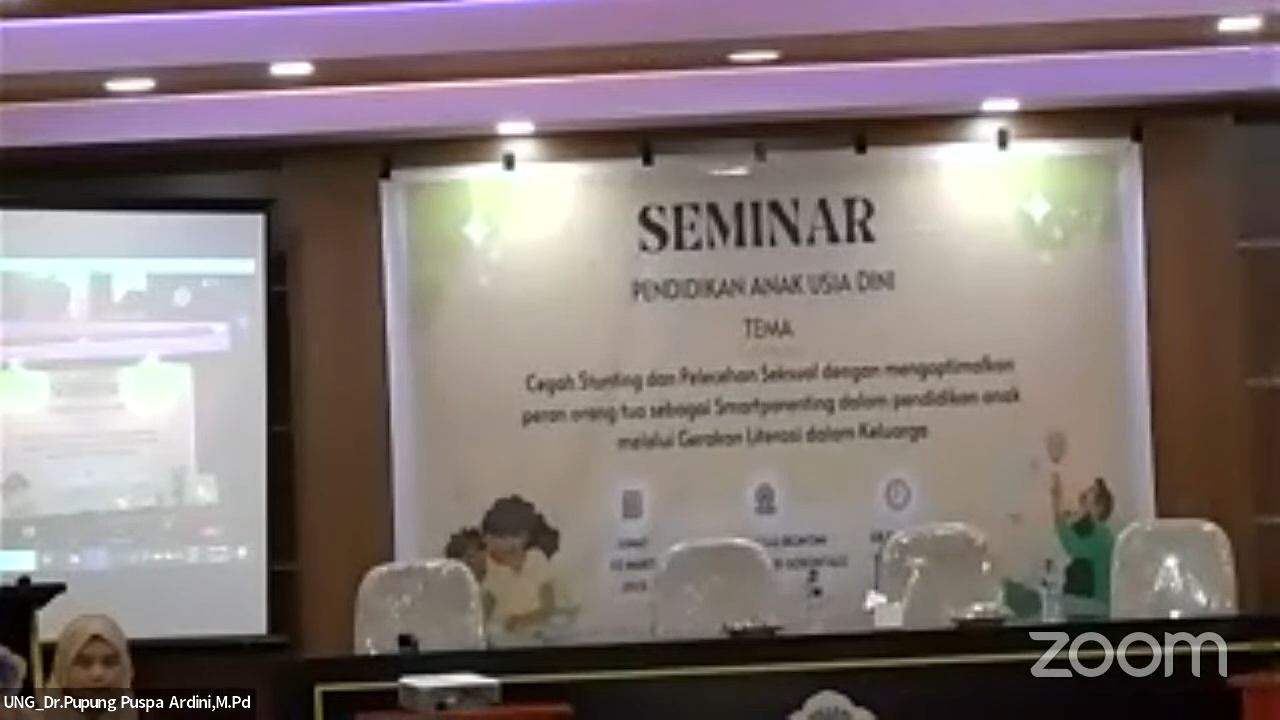 SEMINAR
PENDIDIKAN ANAK USIA DINI
TEMA
Cegah Stunting dan Pelecehan Seksual dengan mengoptimalkan
peran orang tua sebagai Smartparenting dalam pendidikan anak
melalui Gerakan Literasi dalam Keluarga
zoom
UNG_Dr.Pupung Puspa Ardini,M.Pd